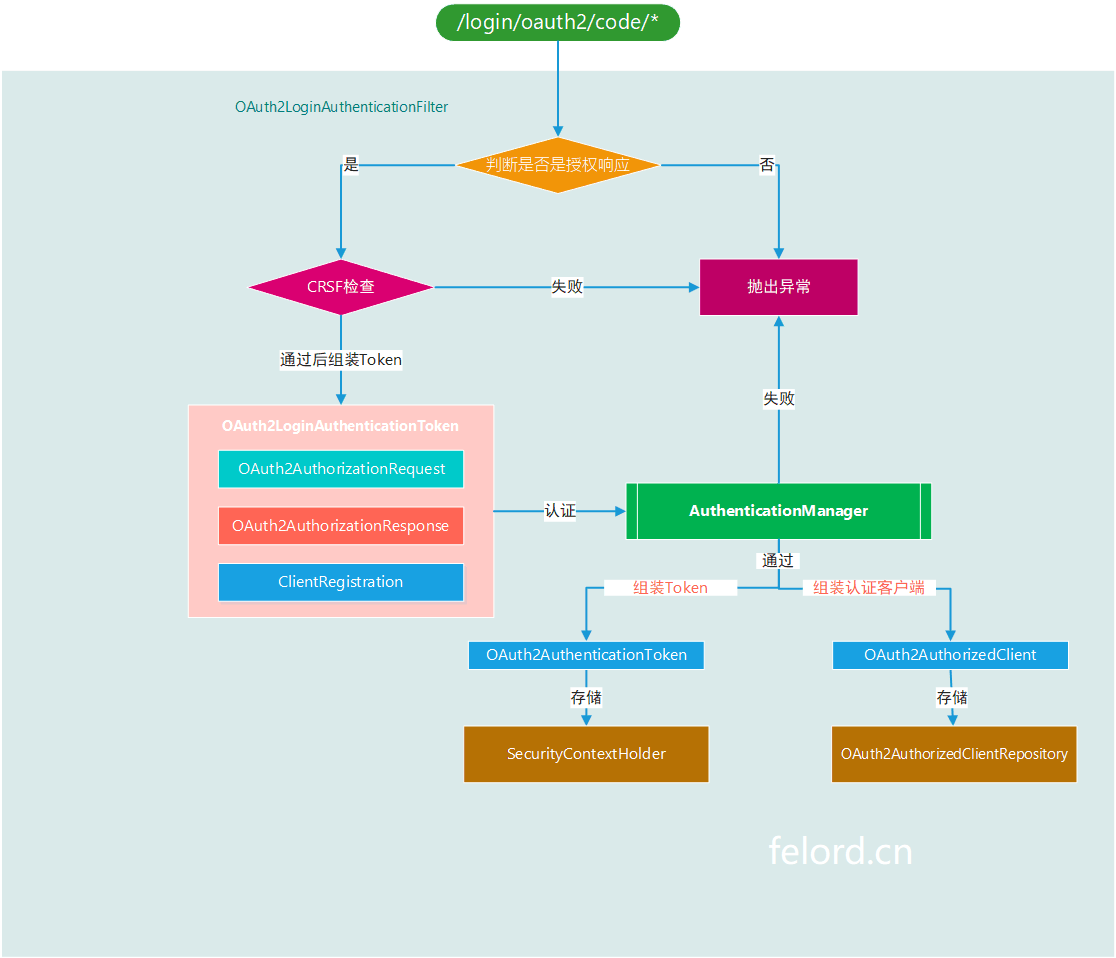 /login/oauth2/code/*
OAuth2LoginAuthenticationFilter
判断是否是授权响应
是
否
CRSF检查
失败
抛出异常
通过后组装Token
失败
OAuth2LoginAuthenticationToken
OAuth2AuthorizationRequest
OAuth2AuthorizationResponse
ClientRegistration
认证
AuthenticationManager
通过
组装Token
组装认证客户端
OAuth2AuthenticationToken
OAuth2AuthorizedClient
存储
存储
SecurityContextHolder
OAuth2AuthorizedClientRepository
felord.cn